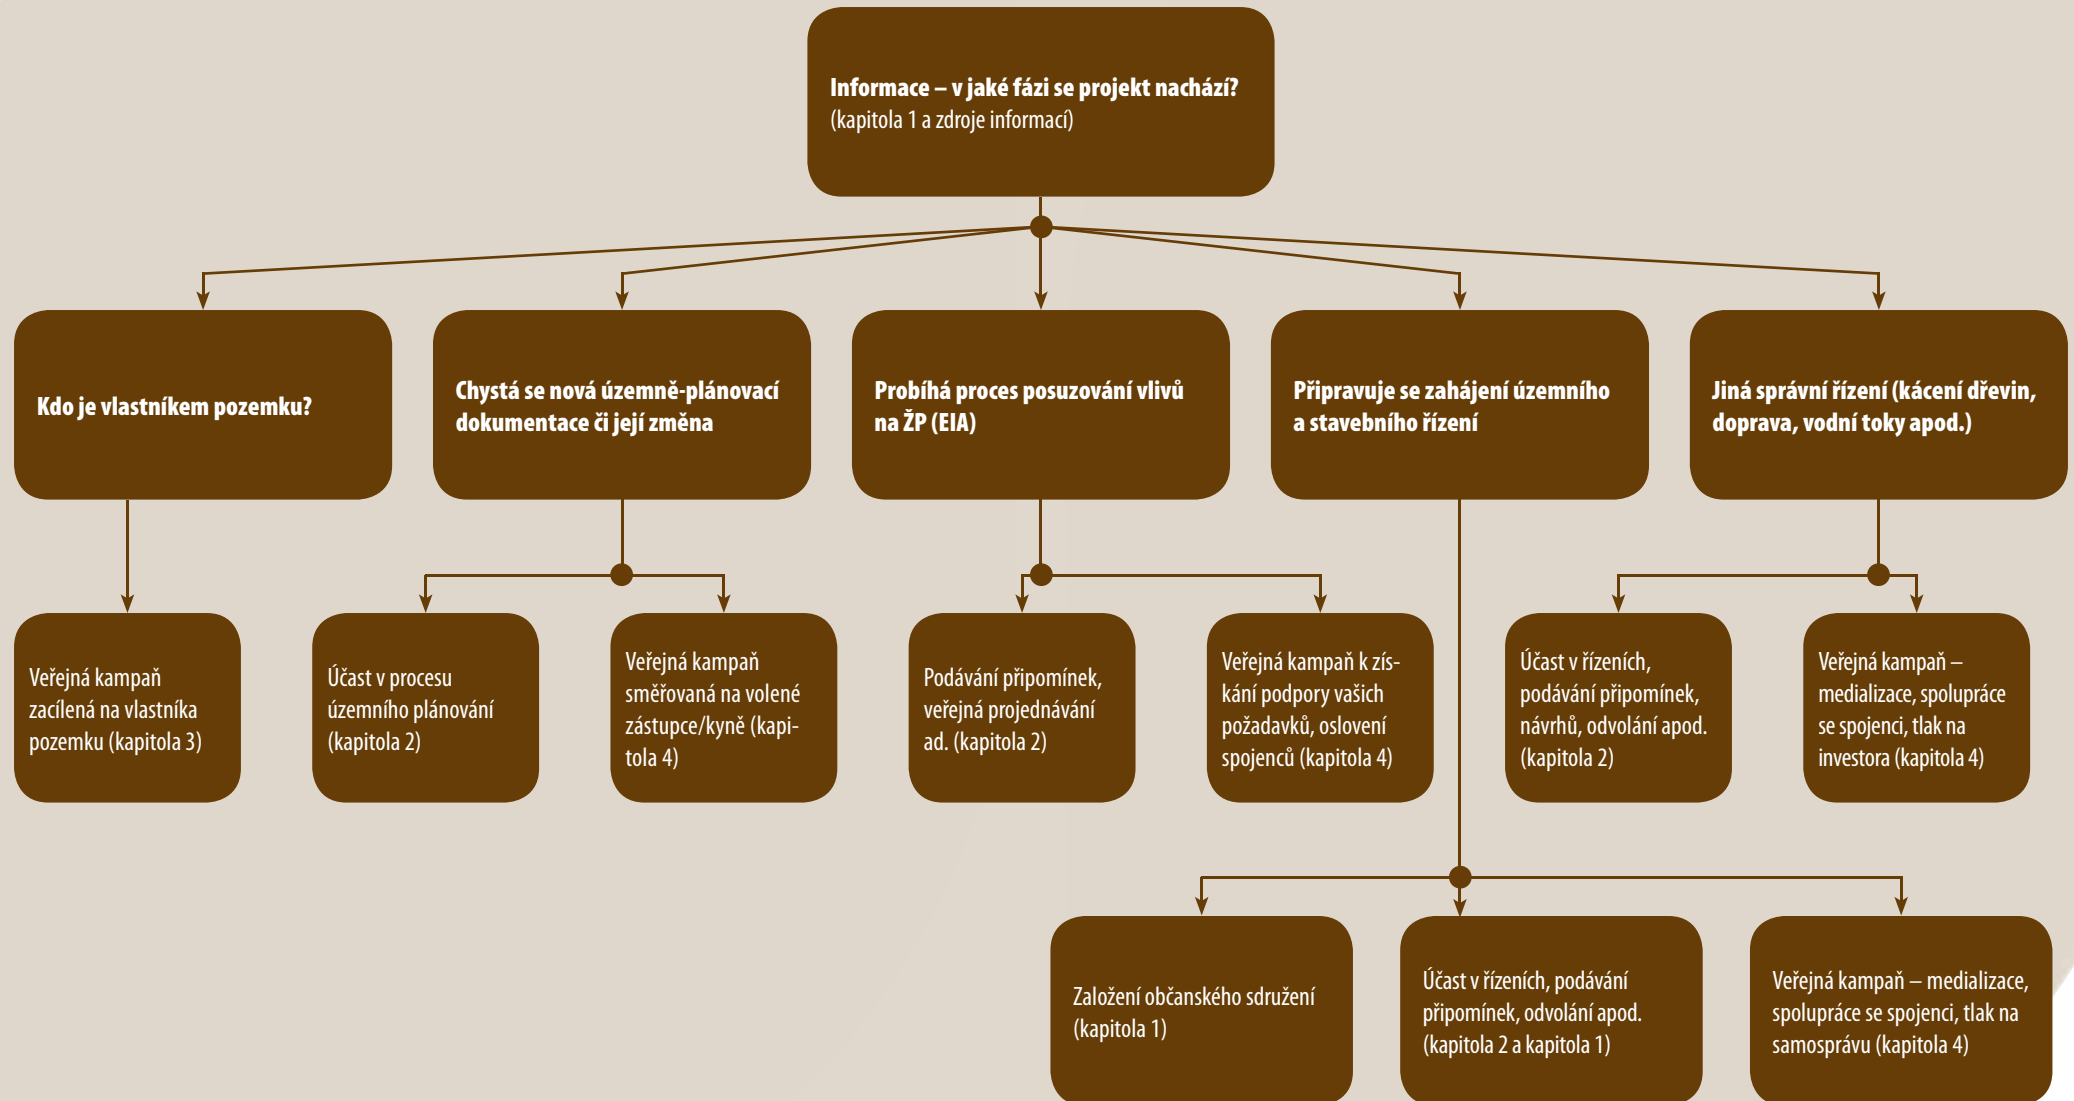 Informace – v jaké fázi se projekt nachází?
(kapitola 1 a zdroje informací)
Kdo je vlastníkem pozemku?
Chystá se nová územně-plánovací
dokumentace či její změna
Probíhá proces posuzování vlivů
na ŽP (EIA)
Připravuje se zahájení územního
a stavebního řízení
Jiná správní řízení (kácení dřevin,
doprava, vodní toky apod.)
Veřejná kampaň
zacílená na vlastníka
pozemku (kapitola 3)
Účast v procesu
územního plánování
(kapitola 2)
Veřejná kampaň
směřovaná na volené
zástupce/kyně (kapi-
tola 4)
Podávání připomínek,
veřejná projednávání
ad. (kapitola 2)
Veřejná kampaň k zís-
kání podpory vašich
požadavků, oslovení
spojenců (kapitola 4)
Účast v řízeních,
podávání připomínek,
návrhů, odvolání apod.
(kapitola 2)
Veřejná kampaň –
medializace, spolupráce
se spojenci, tlak na
investora (kapitola 4)
Založení občanského sdružení
(kapitola 1)
Účast v řízeních, podávání
připomínek, odvolání apod.
(kapitola 2 a kapitola 1)
Veřejná kampaň – medializace,
spolupráce se spojenci, tlak na
samosprávu (kapitola 4)